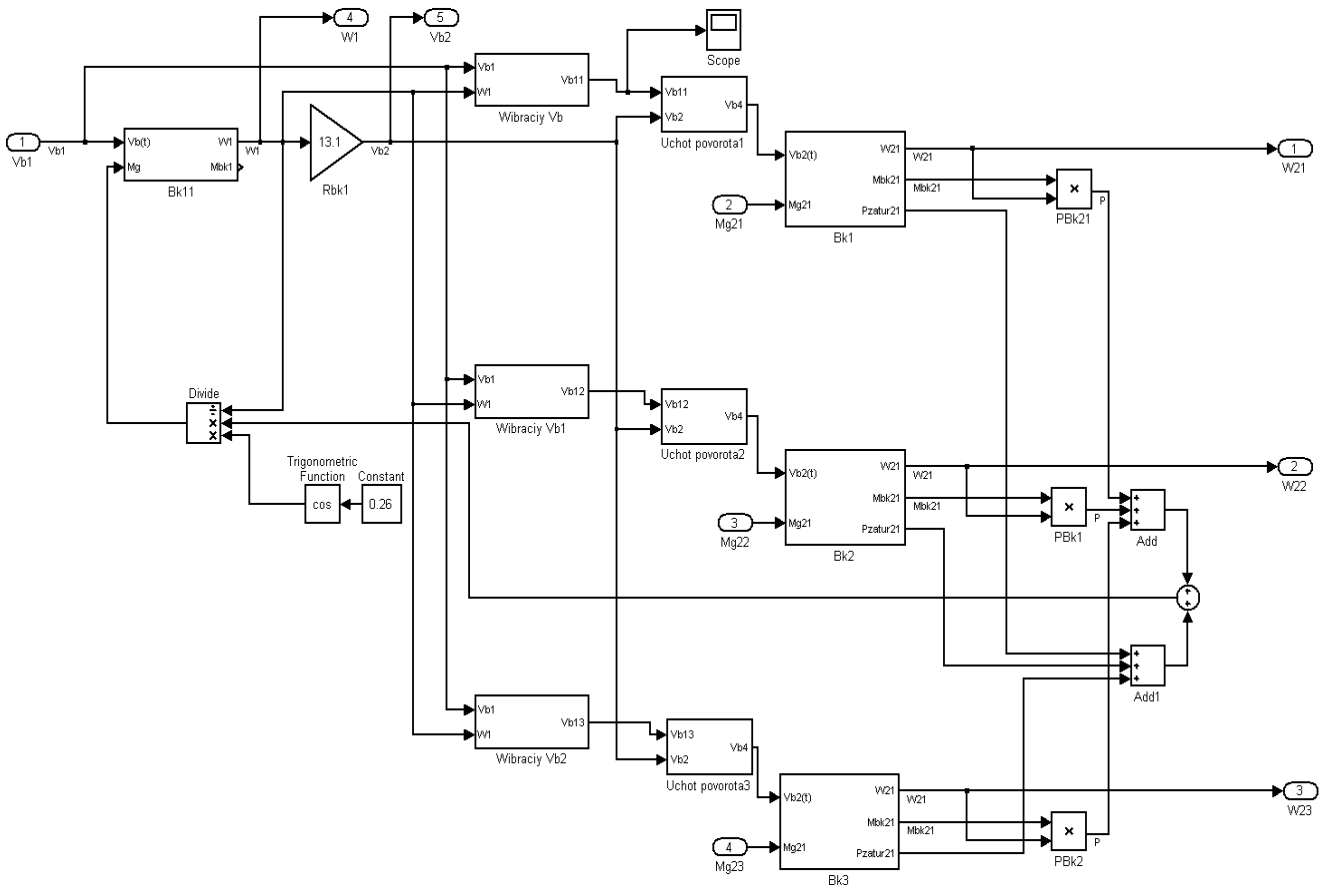 4
W1
5
Vb2
Scope
Vb1
W1
Vb11
Wibraciy Vb
Vb11
Vb2
Vb4
Uchot povorota1
1
Vb1
Vb1
Vb(t)
Mg
W1
Mbk1
Bk11
W1
13.1
Rbk1
Vb2
Vb2(t)
Mg21
W21
Mbk21
Pzatur21
Bk1
W21
Mbk21
2
Mg21
×
PBk21
P
1
W21
Vb1
W1
Vb12
Wibraciy Vb1
Vb12
Vb2
Vb4
Uchot povorota2
Divide
÷
×
×
Trigonometric
Function
cos
Constant
0.26
Vb2(t)
Mg21
W21
Mbk21
Pzatur21
Bk2
W21
Mbk21
3
Mg22
×
PBk1
P
+
+
+
Add
2
W22
+
+
+
+
+
Add1
Vb1
W1
Vb13
Wibraciy Vb2
Vb13
Vb2
Vb4
Uchot povorota3
Vb2(t)
Mg21
W21
Mbk21
Pzatur21
Bk3
W21
Mbk21
4
Mg23
×
PBk2
P
3
W23